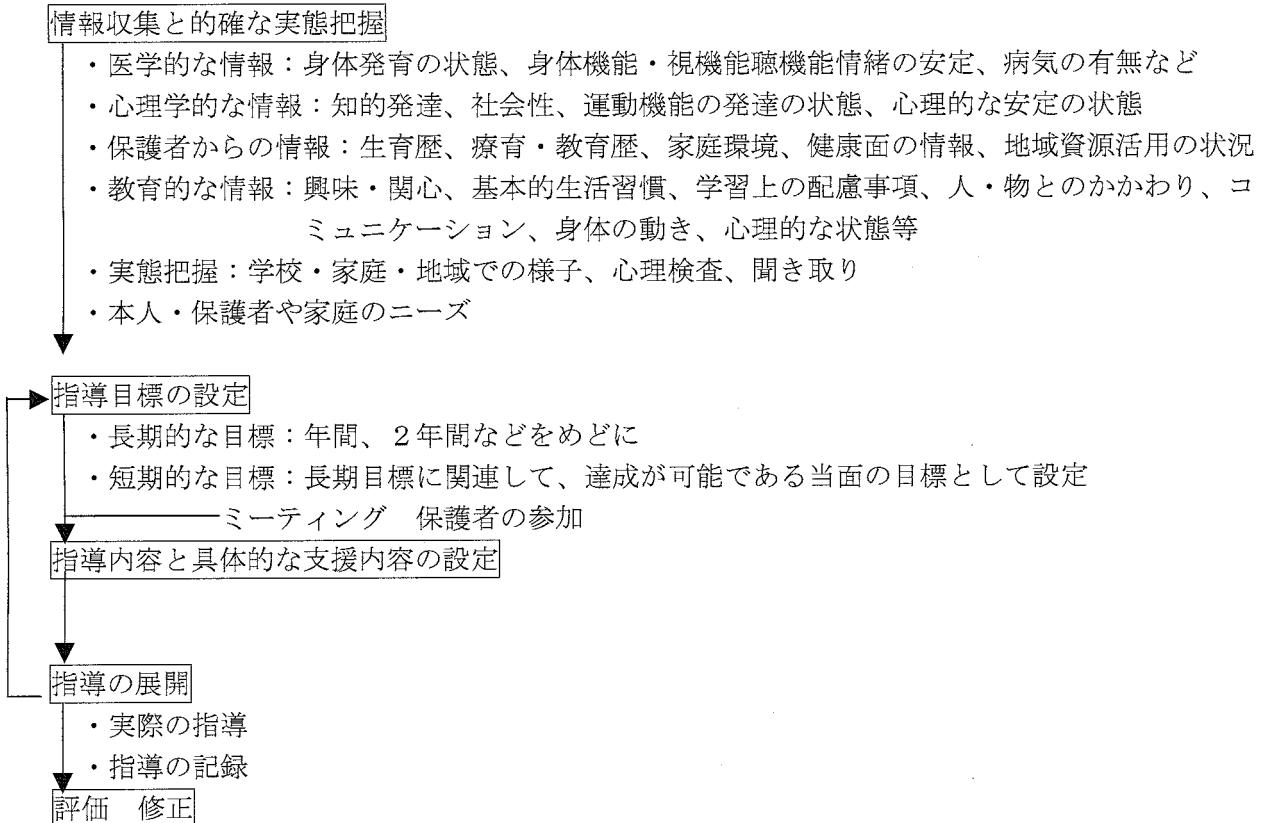 情報収集と的確な実態把握
・医学的な情報：身体発育の状態、身体機能・視機能聴機能情緒の安定、病気の有無など
・心理学的な情報：知的発達、社会性、運動機能の発達の状態、心理的な安定の状態
・保護者からの情報：生育歴、療育・教育歴、家庭環境、健康面の情報、地域資源活用の状況
・教育的な情報：興味・関心、基本的生活習慣、学習上の配慮事項、人・物とのかかわり、コ
ミュニケーション、身体の動き、心理的な状態等
・実態把握：学校・家庭・地域での様子、心理検査、聞き取り
・本人・保護者や家庭のニーズ
指導目標の設定
・長期的な目標：年間、２年間などをめどに
・短期的な目標：長期目標に関連して、達成が可能である当面の目標として設定
ミーティング　保護者の参加
指導内容と具体的な支援内容の設定
指導の展開
・実際の指導
・指導の記録
評価　修正